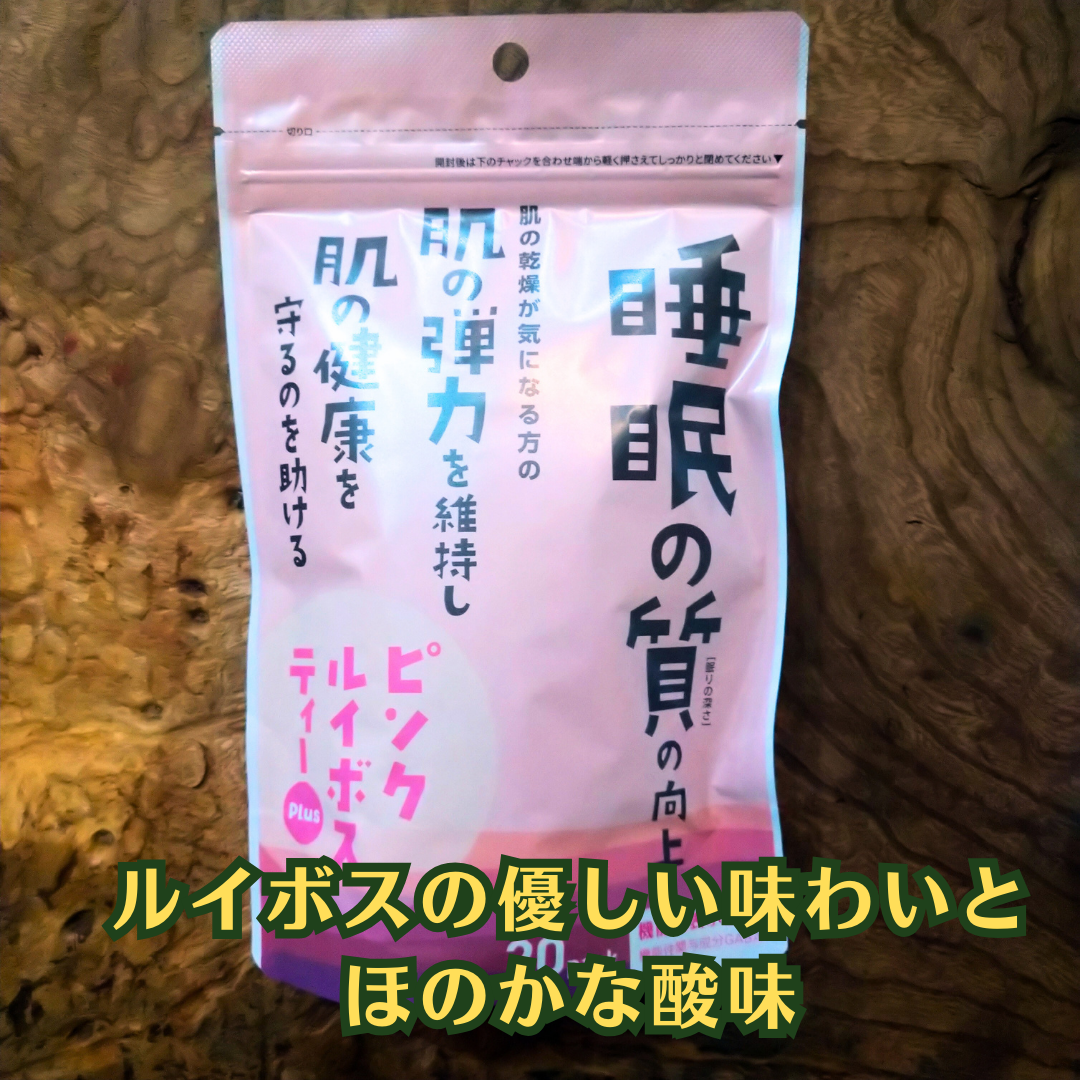 切り口
開封後は下のチャックを合わせ端から軽く押さえてしっかりと閉めてください▼
睡眠の質の向上
[眠りの深さ]
肌の乾燥が気になる方の
肌の弾力を維持し
肌の健康を
守るのを助ける
ピンク
ルイボス
ティー
Plus
ルイボスの優しい味わいと
ほのかな酸味